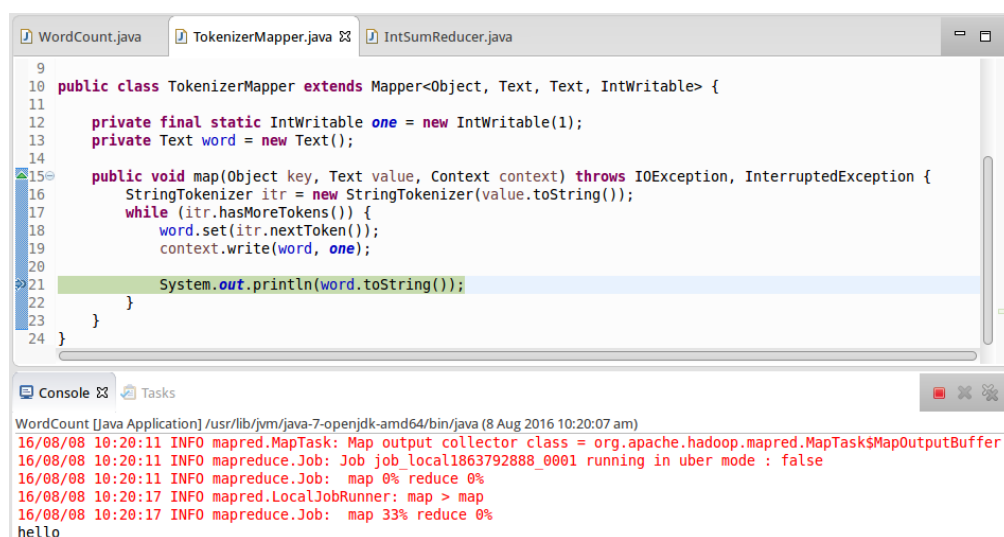 WordCount.java TokenizerMapper.java IntSumReducer.java
9
10 public class TokenizerMapper extends Mapper<Object, Text, Text, IntWritable> {
11
12     private final static IntWritable one = new IntWritable(1);
13     private Text word = new Text();
14
15     public void map(Object key, Text value, Context context) throws IOException, InterruptedException {
16         StringTokenizer itr = new StringTokenizer(value.toString());
17         while (itr.hasMoreTokens()) {
18             word.set(itr.nextToken());
19             context.write(word, one);
20
21             System.out.println(word.toString());
22         }
23     }
24 }
Console Tasks
WordCount [Java Application] /usr/lib/jvm/java-7-openjdk-amd64/bin/java (8 Aug 2016 10:20:07 am)
16/08/08 10:20:11 INFO mapred.MapTask: Map output collector class = org.apache.hadoop.mapred.MapTask$MapOutputBuffer
16/08/08 10:20:11 INFO mapreduce.Job: Job job_local1863792888_0001 running in uber mode : false
16/08/08 10:20:11 INFO mapreduce.Job:  map 0% reduce 0%
16/08/08 10:20:17 INFO mapred.LocalJobRunner: map > map
16/08/08 10:20:17 INFO mapreduce.Job:  map 33% reduce 0%
hello